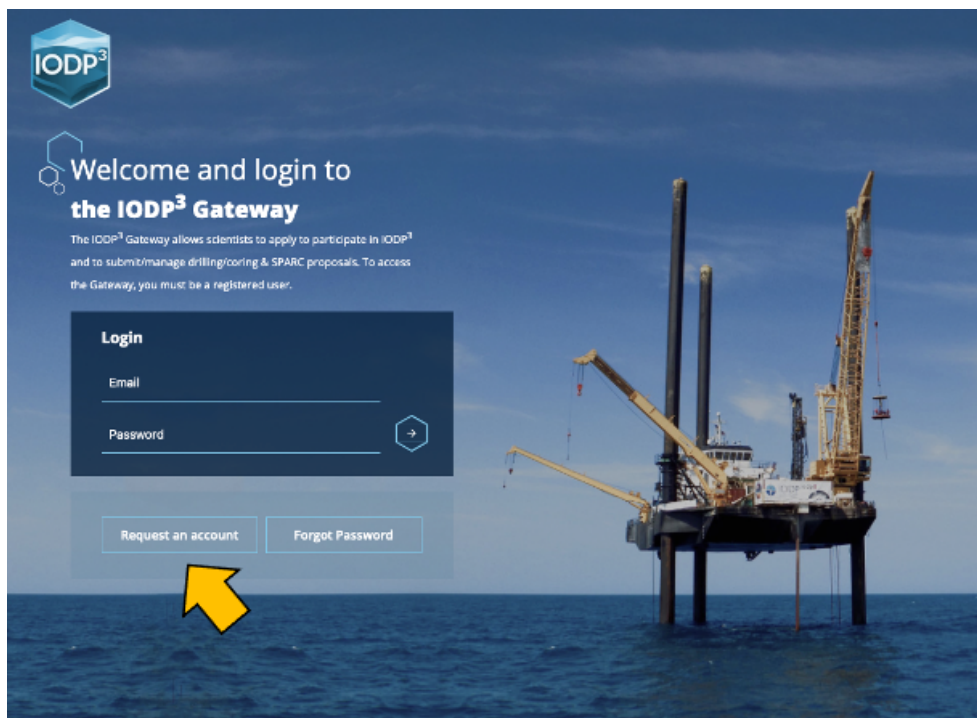 IODP³
Welcome and login to
the IODP³ Gateway
The IODP³ Gateway allows scientists to apply to participate in IODP³
and to submit/manage drilling/coring & SPARC proposals. To access
the Gateway, you must be a registered user.
Login
Email
Password
Request an account
Forgot Password